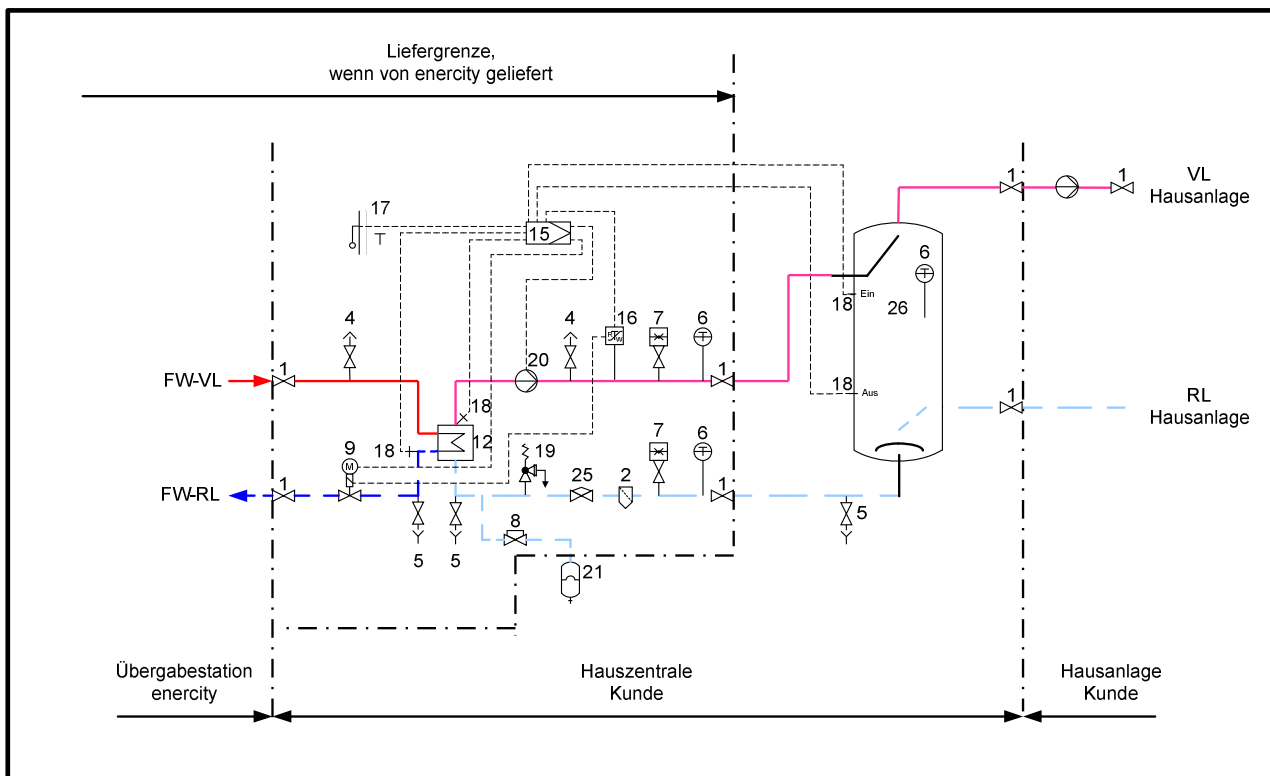 Liefergrenze,
wenn von enercity geliefert
1
1
VL
Hausanlage
17
T
15
6
18
Ein
26
4
4
16
7
6
T
T
STW
20
FW-VL
1
1
18
Aus
1
RL
Hausanlage
18
12
18
9
M
19
25
2
7
6
T
FW-RL
1
1
8
5
5
5
21
Übergabestation
enercity
Hauszentrale
Kunde
Hausanlage
Kunde